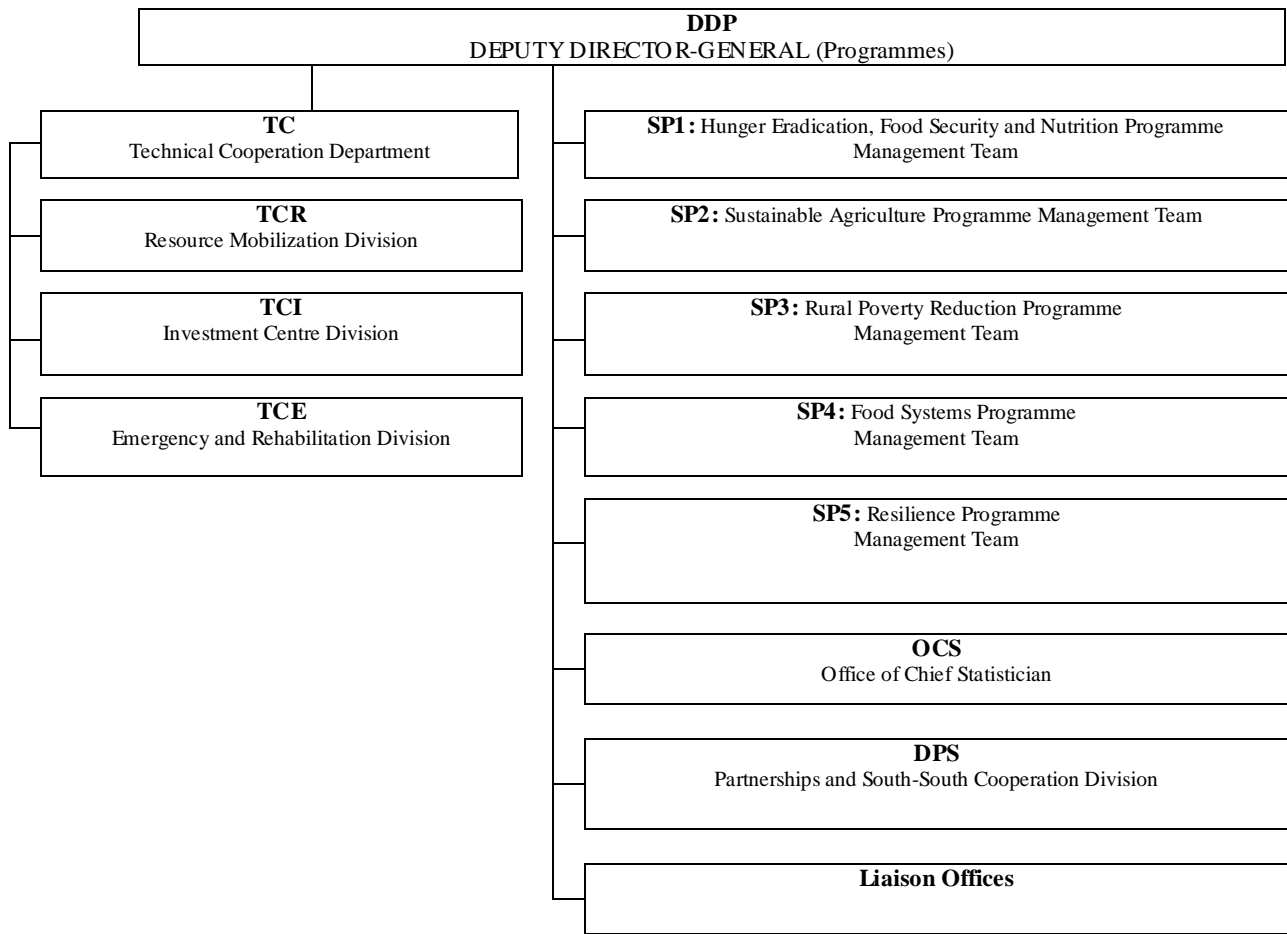 DDP
DEPUTY DIRECTOR-GENERAL (Programmes)
TC
Technical Cooperation Department
TCR
Resource Mobilization Division
TCI
Investment Centre Division
TCE
Emergency and Rehabilitation Division
SP1: Hunger Eradication, Food Security and Nutrition Programme
Management Team
SP2: Sustainable Agriculture Programme Management Team
SP3: Rural Poverty Reduction Programme
Management Team
SP4: Food Systems Programme
Management Team
SP5: Resilience Programme
Management Team
OCS
Office of Chief Statistician
DPS
Partnerships and South-South Cooperation Division
Liaison Offices